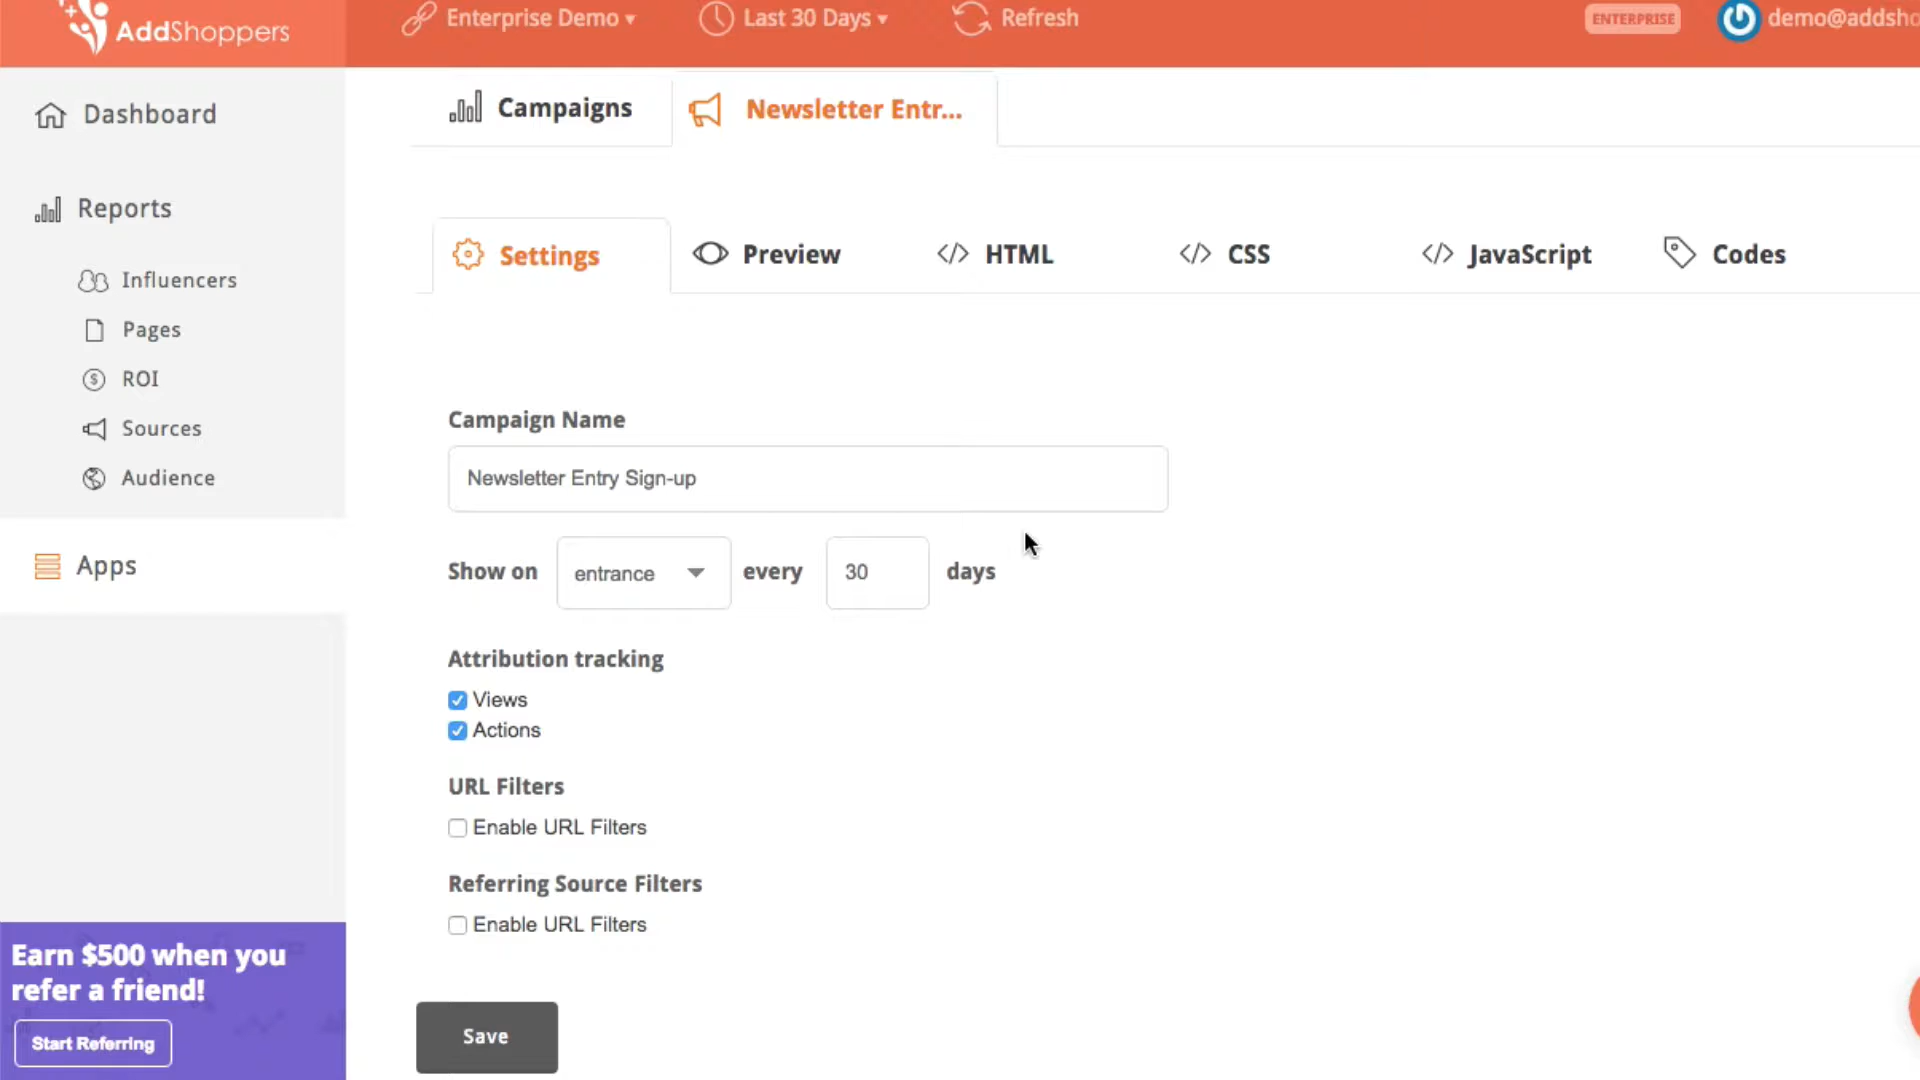 AddShoppers
Enterprise Demo
Last 30 Days
Refresh
ENTERPRISE
demo@addsho
Dashboard
Reports
Influencers
Pages
ROI
Sources
Audience
Apps
Earn $500 when you
refer a friend!
Start Referring
Campaigns
Newsletter Entr...
Settings
Preview
</> HTML
</> CSS
</> JavaScript
Codes
Campaign Name
Newsletter Entry Sign-up
Show on entrance every 30 days
Attribution tracking
Views
Actions
URL Filters
Enable URL Filters
Referring Source Filters
Enable URL Filters
Save